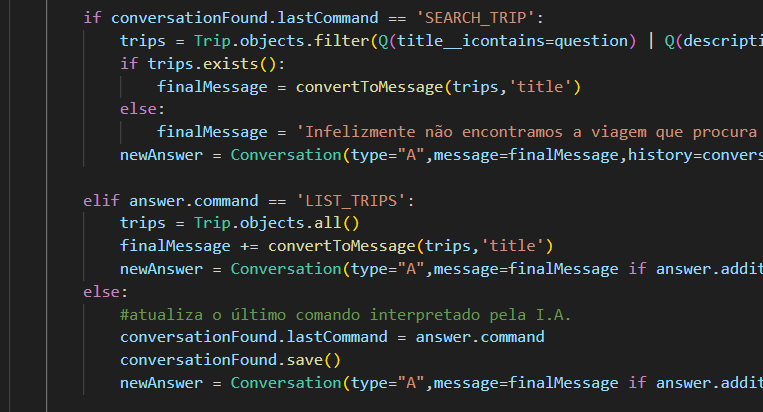 if conversationFound.lastCommand == 'SEARCH_TRIP':
trips = Trip.objects.filter(Q(title__icontains=question) | Q(descripti
if trips.exists():
finalMessage = convertToMessage(trips,'title')
else:
finalMessage = 'Infelizmente não encontramos a viagem que procura
newAnswer = Conversation(type="A",message=finalMessage,history=convers
elif answer.command == 'LIST_TRIPS':
trips = Trip.objects.all()
finalMessage += convertToMessage(trips,'title')
newAnswer = Conversation(type="A",message=finalMessage if answer.addit
else:
#atualiza o último comando interpretado pela I.A.
conversationFound.lastCommand = answer.command
conversationFound.save()
newAnswer = Conversation(type="A",message=finalMessage if answer.addit